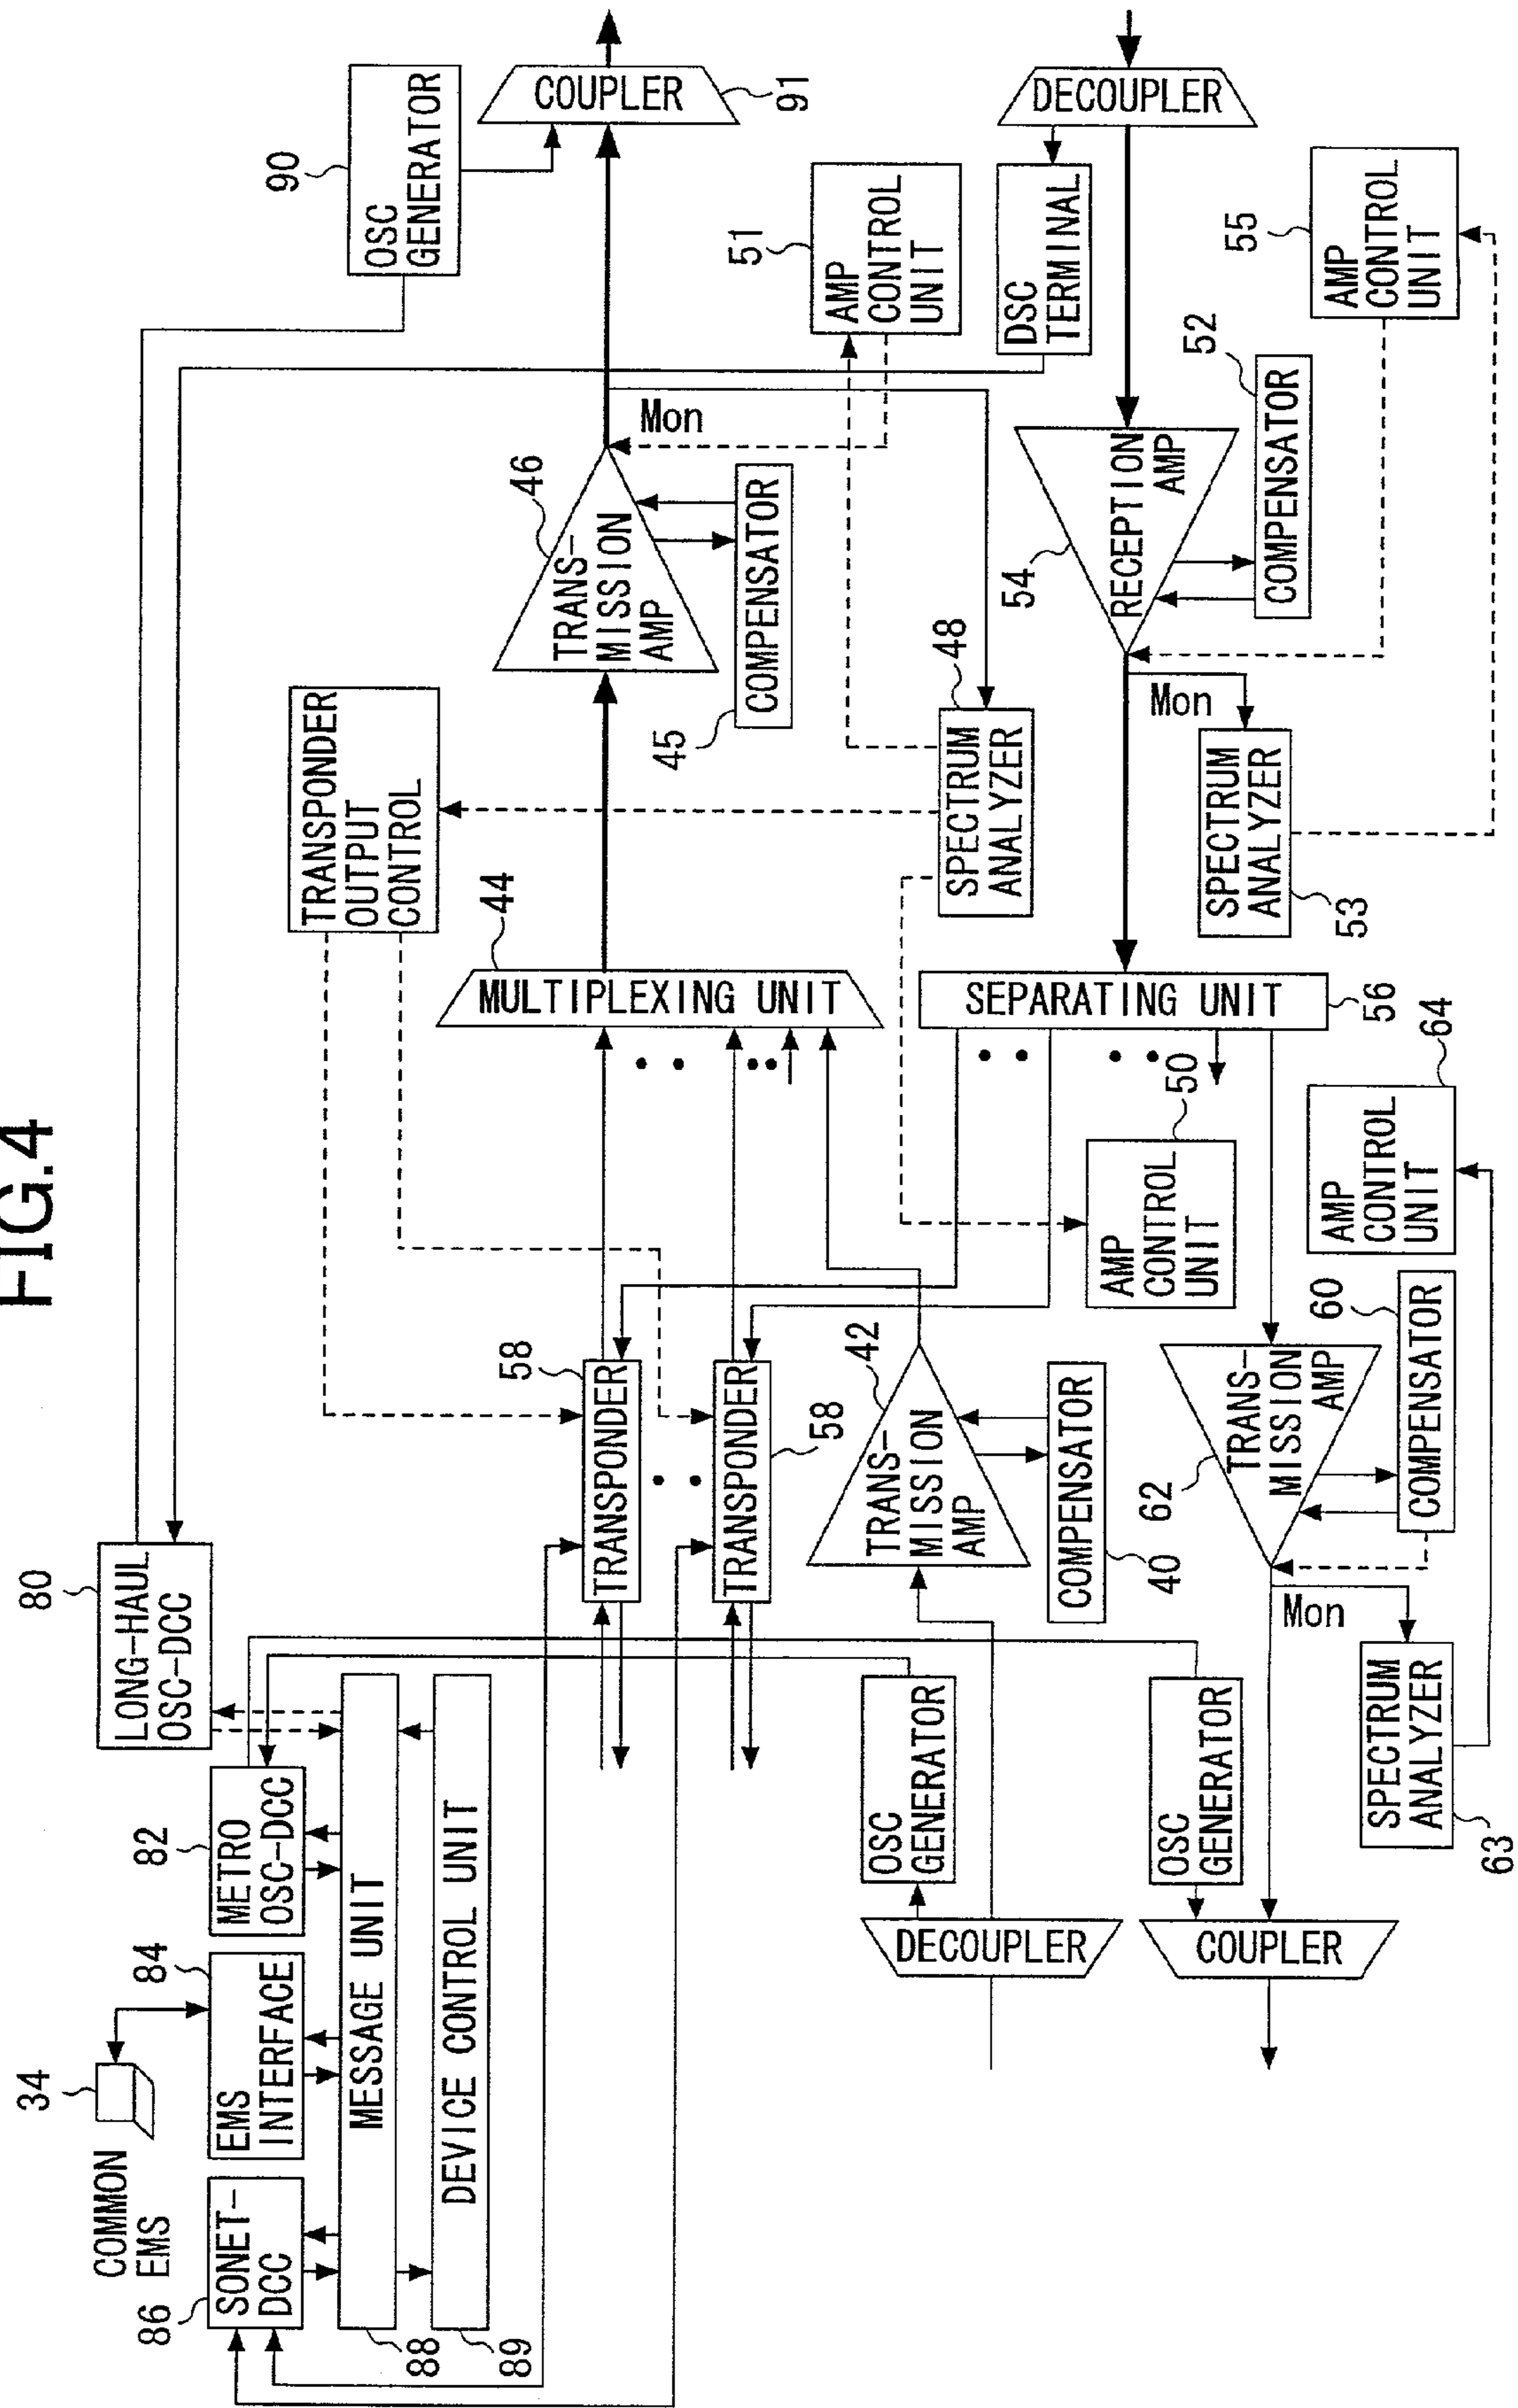 FIG.4
34
COMMON
EMS
86
SONET-
DCC
84
EMS
INTERFACE
82
METRO
OSC-DCC
80
LONG-HAUL
OSC-DCC
MESSAGE UNIT
88
DEVICE CONTROL UNIT
89
TRANSPONDER
OUTPUT
CONTROL
90
OSC
GENERATOR
COUPLER
91
58
TRANSPONDER
TRANSPONDER
58
44
MULTIPLEXING UNIT
46
TRANS-
MISSION
AMP
Mon
45
COMPENSATOR
51
AMP
CONTROL
UNIT
42
TRANS-
MISSION
AMP
COMPENSATOR
40
48
SPECTRUM
ANALYZER
50
AMP
CONTROL
UNIT
OSC
GENERATOR
DECOUPLER
DECOUPLER
DSC
TERMINAL
54
RECEPTION
AMP
52
COMPENSATOR
55
AMP
CONTROL
UNIT
Mon
SPECTRUM
ANALYZER
53
SEPARATING UNIT
56
64
AMP
CONTROL
UNIT
62
TRANS-
MISSION
AMP
60
COMPENSATOR
Mon
SPECTRUM
ANALYZER
63
OSC
GENERATOR
COUPLER